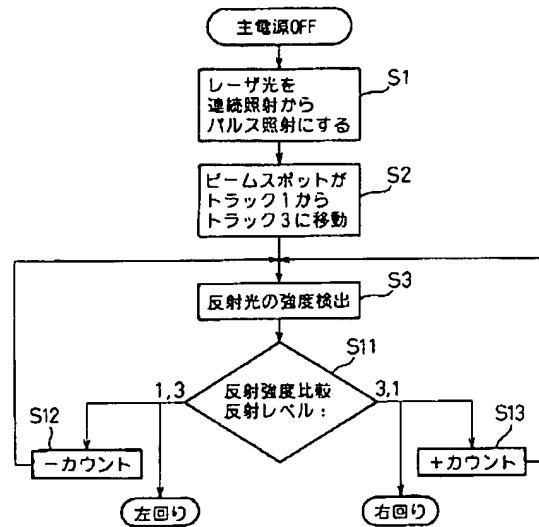 主電源OFF
S1
レーザ光を
連続照射から
パルス照射にする
S2
ビームスポットが
トラック1から
トラック3に移動
S3
反射光の強度検出
S11
1,3
反射強度比較
反射レベル:
3,1
S12
−カウント
S13
+カウント
左回り
右回り